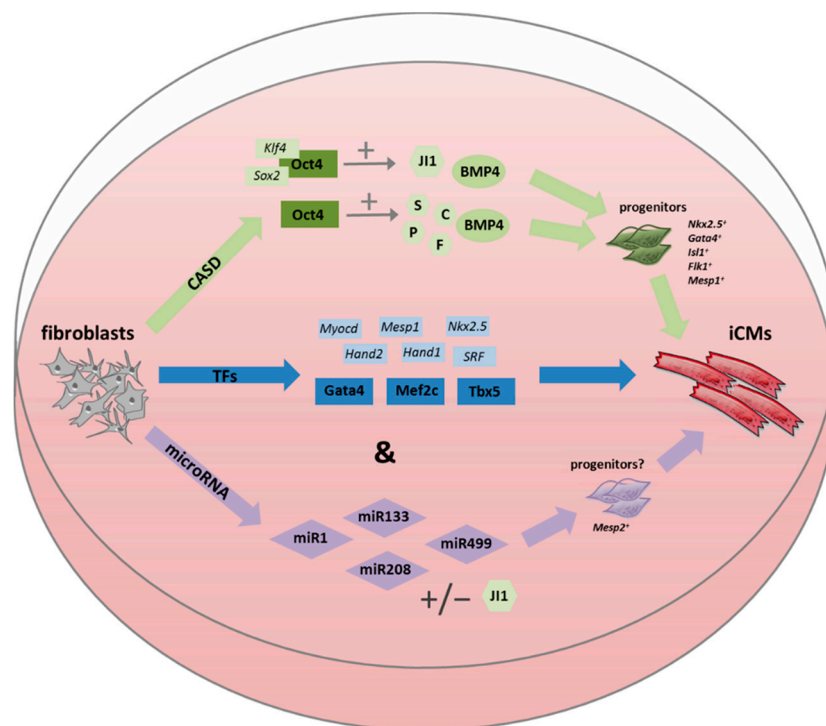 Klf4
Oct4
Sox2
+
JI1
BMP4
Oct4
+
S
C
P
F
BMP4
CASD
progenitors
Nkx2.5⁺
Gata4⁺
Isl1⁺
Flk1⁺
Mesp1⁺
fibroblasts
TFs
Myocd
Mesp1
Nkx2.5
Hand2
Hand1
SRF
Gata4
Mef2c
Tbx5
iCMs
&
microRNA
miR133
miR1
miR499
miR208
+/−
JI1
progenitors?
Mesp2⁺